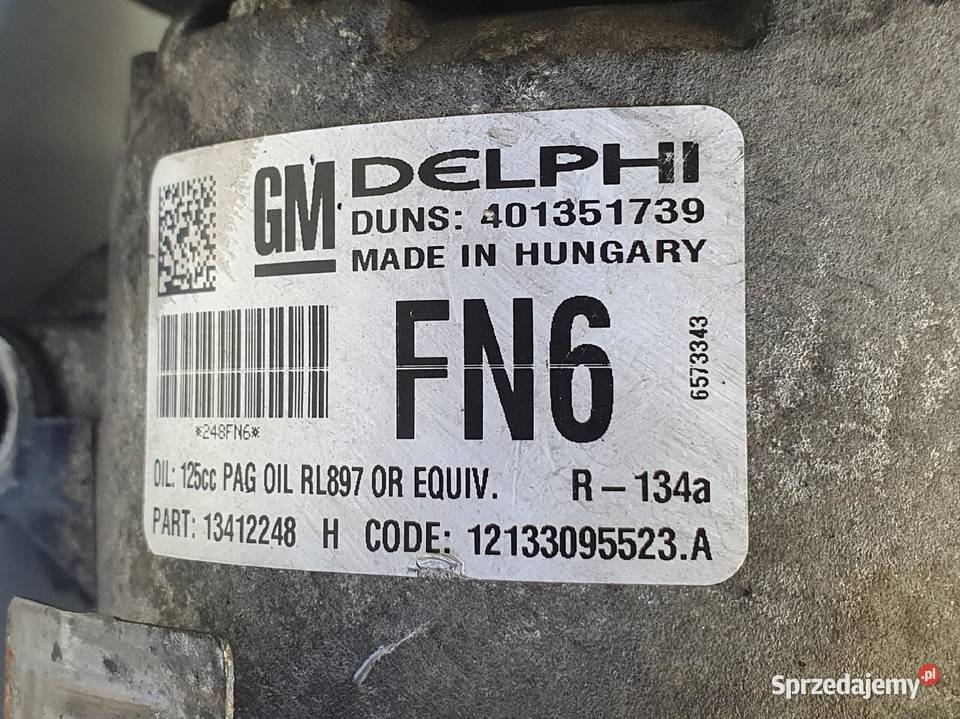 GM DELPHI
DUNS: 401351739
MADE IN HUNGARY
FN6
6573343
*248FN6*
OIL: 125cc PAG OIL RL897 OR EQUIV. R-134a
PART: 13412248 H CODE: 12133095523.A
Sprzedajemy.pl